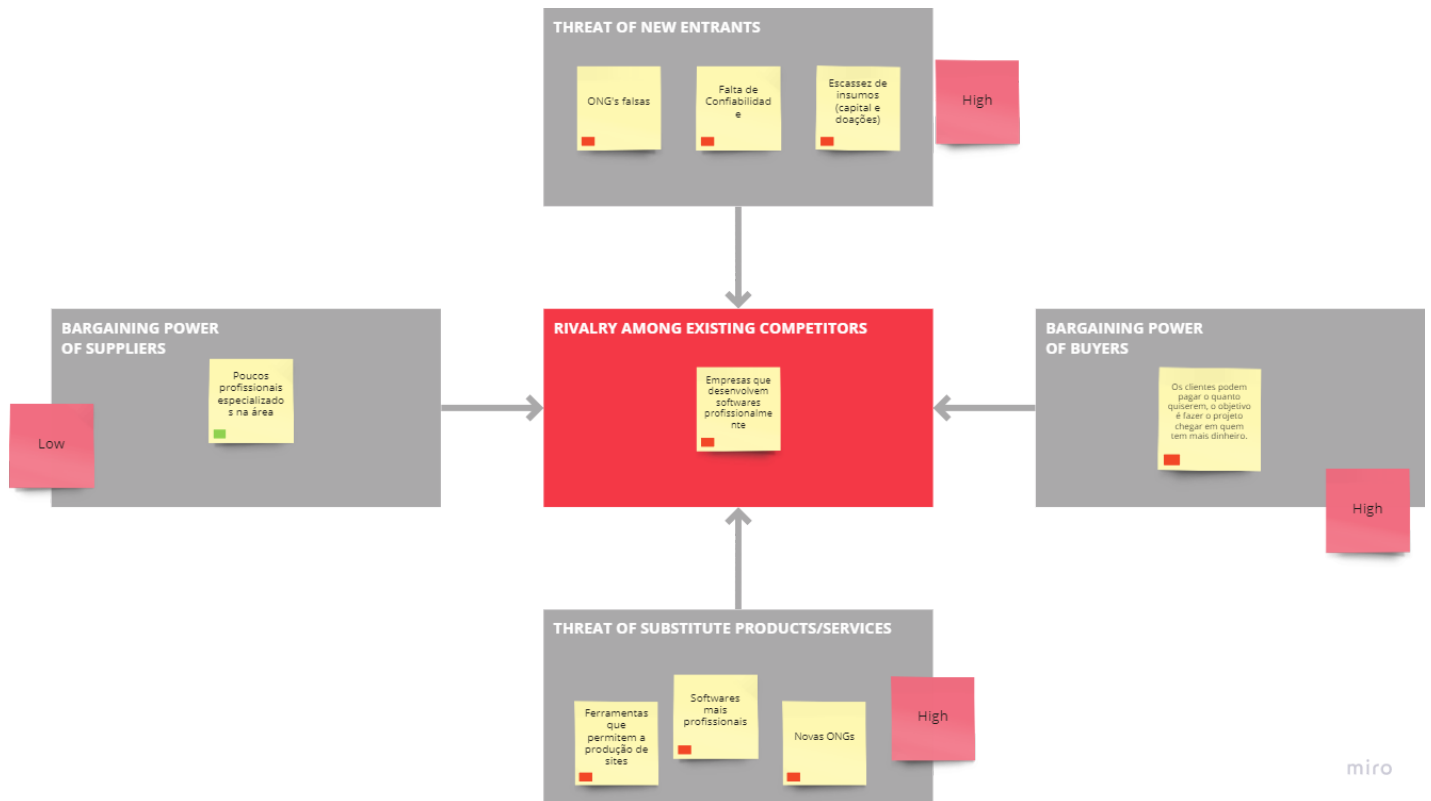 THREAT OF NEW ENTRANTS
ONG's falsas
Falta de
Confiabilidad
e
Escassez de
insumos
(capital e
doações)
High
BARGAINING POWER
OF SUPPLIERS
Poucos
profissionais
especializado
s na área
Low
RIVALRY AMONG EXISTING COMPETITORS
Empresas que
desenvolvem
softwares
profissionalme
nte
BARGAINING POWER
OF BUYERS
Os clientes podem
pagar o quanto
quiserem, o objetivo
é fazer o projeto
chegar em quem
tem mais dinheiro.
High
THREAT OF SUBSTITUTE PRODUCTS/SERVICES
Ferramentas
que
permitem a
produção de
sites
Softwares
mais
profissionais
Novas ONGs
High
miro